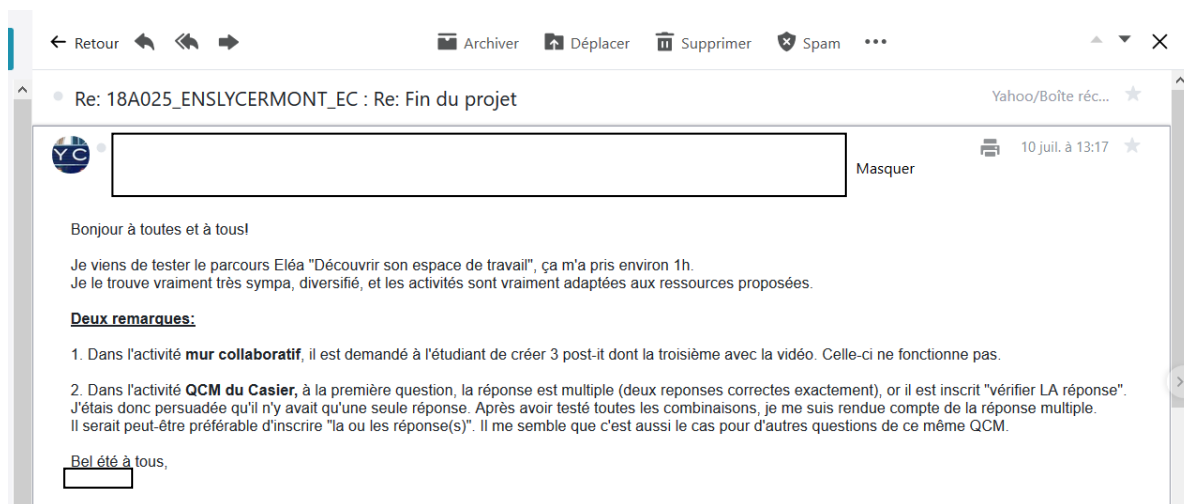 Retour
Archiver
Déplacer
Supprimer
Spam
Re: 18A025_ENSLYCERMONT_EC : Re: Fin du projet
Yahoo/Boîte réc...
YC
10 juil. à 13:17
Masquer
Bonjour à toutes et à tous!
Je viens de tester le parcours Eléa "Découvrir son espace de travail", ça m'a pris environ 1h.
Je le trouve vraiment très sympa, diversifié, et les activités sont vraiment adaptées aux ressources proposées.
Deux remarques:
1. Dans l'activité mur collaboratif, il est demandé à l'étudiant de créer 3 post-it dont la troisième avec la vidéo. Celle-ci ne fonctionne pas.
2. Dans l'activité QCM du Casier, à la première question, la réponse est multiple (deux reponses correctes exactement), or il est inscrit "vérifier LA réponse".
J'étais donc persuadée qu'il n'y avait qu'une seule réponse. Après avoir testé toutes les combinaisons, je me suis rendue compte de la réponse multiple.
Il serait peut-être préférable d'inscrire "la ou les réponse(s)". Il me semble que c'est aussi le cas pour d'autres questions de ce même QCM.
Bel été à tous,